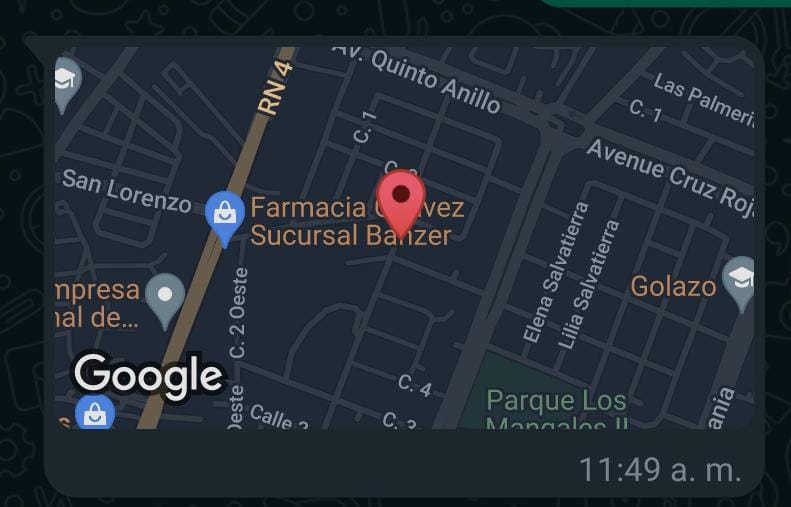 RN 4
Av. Quinto Anillo
Las Palmeri
C. 1
C. 1
Avenue Cruz Roj
San Lorenzo
Farmacia Ch vez
Sucursal Banzer
Elena Salvatierra
Lilia Salvatierra
Golazo
mpresa
nal de...
C. 2 Oeste
Google
C. 4
Parque Los
Mangales II
Oeste
Calle 2
C. 3
ania
s.
11:49 a. m.